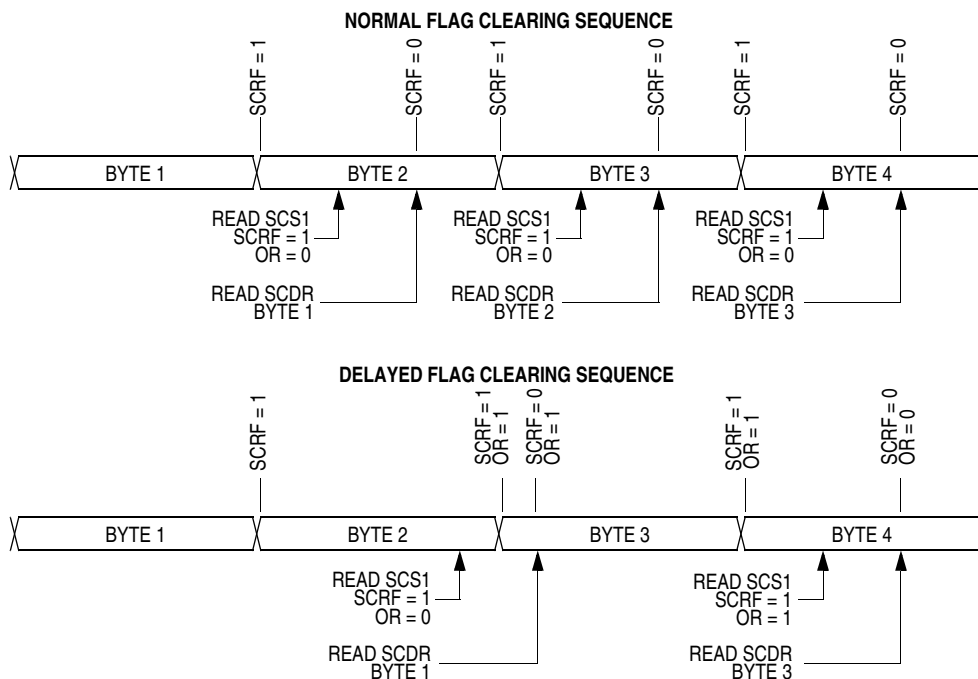 NORMAL FLAG CLEARING SEQUENCE
SCRF = 1
SCRF = 0
SCRF = 1
SCRF = 0
SCRF = 1
SCRF = 0
BYTE 1
BYTE 2
BYTE 3
BYTE 4
READ SCS1
SCRF = 1
OR = 0
READ SCS1
SCRF = 1
OR = 0
READ SCS1
SCRF = 1
OR = 0
READ SCDR
BYTE 1
READ SCDR
BYTE 2
READ SCDR
BYTE 3
DELAYED FLAG CLEARING SEQUENCE
SCRF = 1
SCRF = 1
OR = 1
SCRF = 0
OR = 1
SCRF = 1
OR = 1
SCRF = 0
OR = 0
BYTE 1
BYTE 2
BYTE 3
BYTE 4
READ SCS1
SCRF = 1
OR = 0
READ SCS1
SCRF = 1
OR = 1
READ SCDR
BYTE 1
READ SCDR
BYTE 3